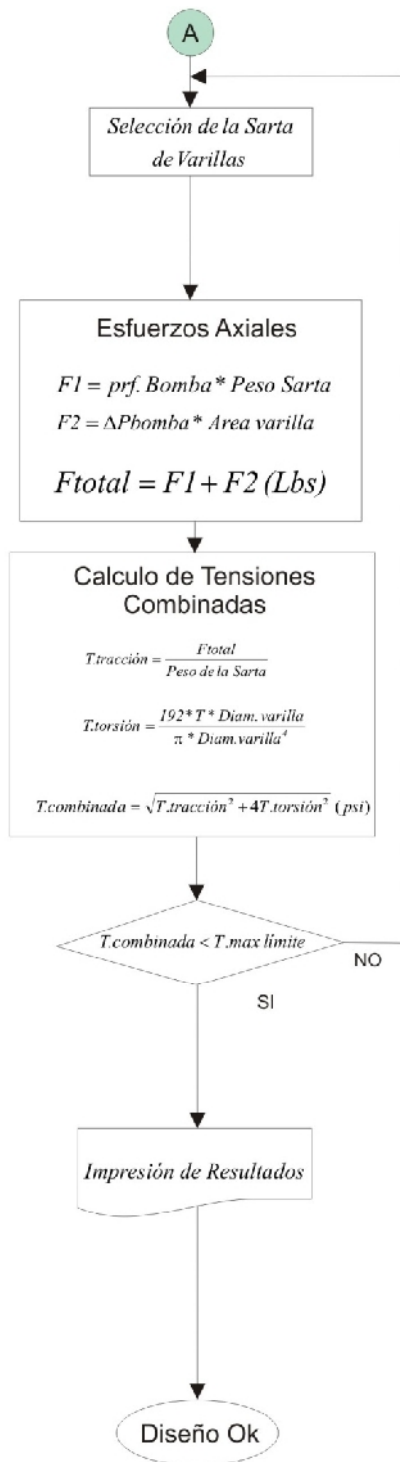 A
Selección de la Sarta
de Varillas
Esfuerzos Axiales
F1 = prf. Bomba * Peso Sarta
F2 = ΔPbomba * Area varilla
Ftotal = F1 + F2 (Lbs)
Calculo de Tensiones
Combinadas
T.tracción = Ftotal / Peso de la Sarta
T.torsión = 192 * T * Diam. varilla / π * Diam.varilla⁴
T.combinada = √T.tracción² + 4T.torsión² (psi)
T.combinada < T.max límite
NO
SI
Impresión de Resultados
Diseño Ok